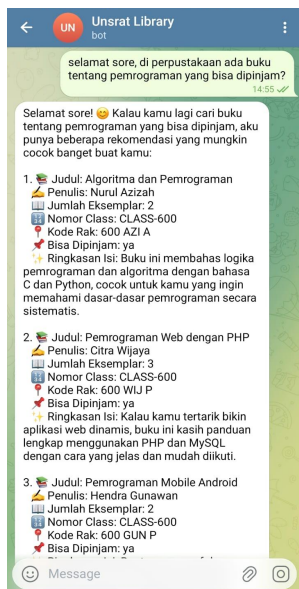 UN
Unsrat Library
bot
selamat sore, di perpustakaan ada buku
tentang pemrograman yang bisa dipinjam?
14:55
Selamat sore! 😊 Kalau kamu lagi cari buku
tentang pemrograman yang bisa dipinjam, aku
punya beberapa rekomendasi yang mungkin
cocok banget buat kamu:
1. 📚 Judul: Algoritma dan Pemrograman
✍️ Penulis: Nurul Azizah
📖 Jumlah Eksemplar: 2
🔢 Nomor Class: CLASS-600
📍 Kode Rak: 600 AZI A
📌 Bisa Dipinjam: ya
✨ Ringkasan Isi: Buku ini membahas logika
pemrograman dan algoritma dengan bahasa
C dan Python, cocok untuk kamu yang ingin
memahami dasar-dasar pemrograman secara
sistematis.
2. 📚 Judul: Pemrograman Web dengan PHP
✍️ Penulis: Citra Wijaya
📖 Jumlah Eksemplar: 3
🔢 Nomor Class: CLASS-600
📍 Kode Rak: 600 WIJ P
📌 Bisa Dipinjam: ya
✨ Ringkasan Isi: Kalau kamu tertarik bikin
aplikasi web dinamis, buku ini kasih panduan
lengkap menggunakan PHP dan MySQL
dengan cara yang jelas dan mudah diikuti.
3. 📚 Judul: Pemrograman Mobile Android
✍️ Penulis: Hendra Gunawan
📖 Jumlah Eksemplar: 2
🔢 Nomor Class: CLASS-600
📍 Kode Rak: 600 GUN P
📌 Bisa Dipinjam: ya
Message